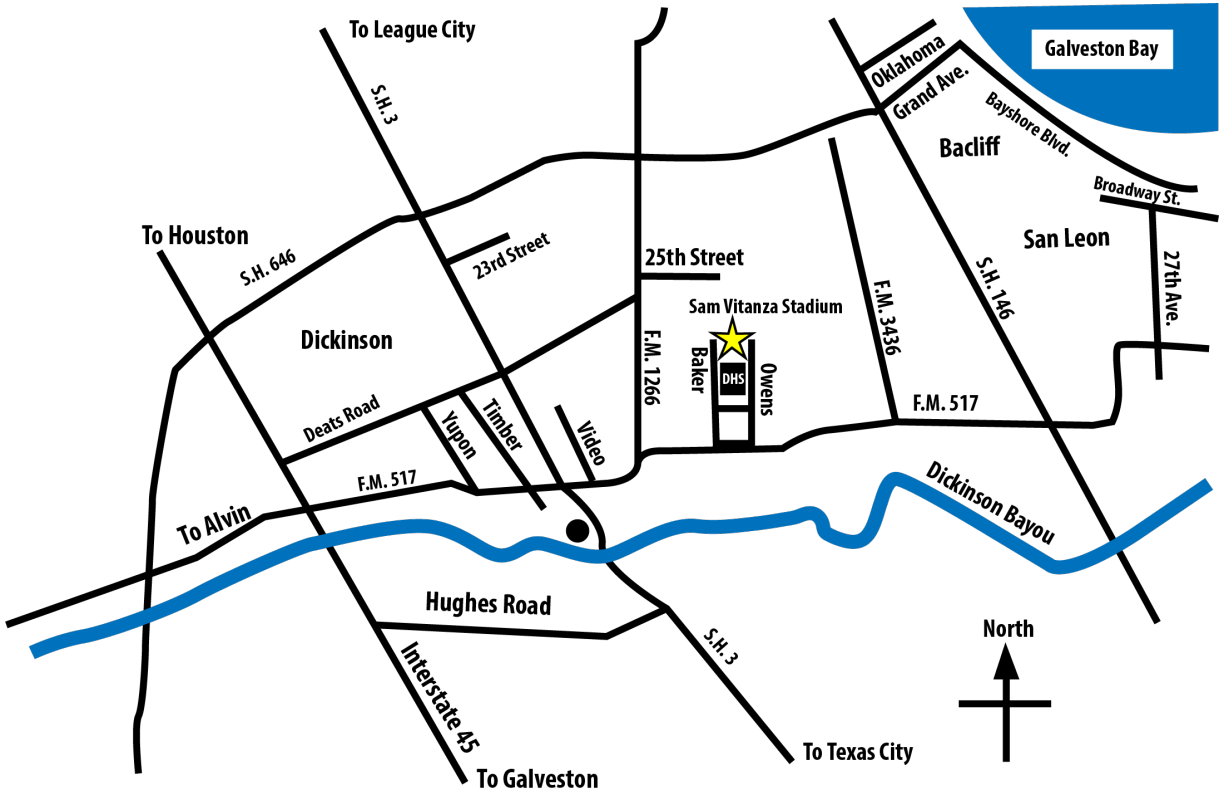 To League City
Galveston Bay
Oklahoma
Grand Ave.
S.H. 3
Bayshore Blvd.
Bacliff
Broadway St.
To Houston
23rd Street
25th Street
San Leon
S.H. 646
27th Ave.
S.H. 146
Sam Vitanza Stadium
F.M. 3436
Dickinson
F.M. 1266
Baker
DHS
Owens
F.M. 517
Deats Road
Yupon
Timber
Video
F.M. 517
To Alvin
Dickinson Bayou
Hughes Road
North
S.H. 3
Interstate 45
To Texas City
To Galveston